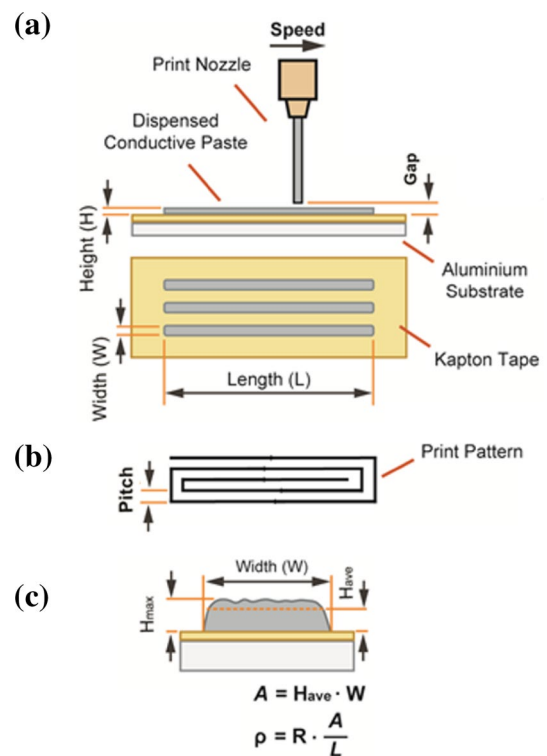 (a)
Speed
Print Nozzle
Dispensed
Conductive Paste
Gap
Height (H)
Aluminium
Substrate
Width (W)
Kapton Tape
Length (L)
(b)
Print Pattern
Pitch
(c)
Width (W)
Have
Hmax
A = Have · W
ρ = R · A
L